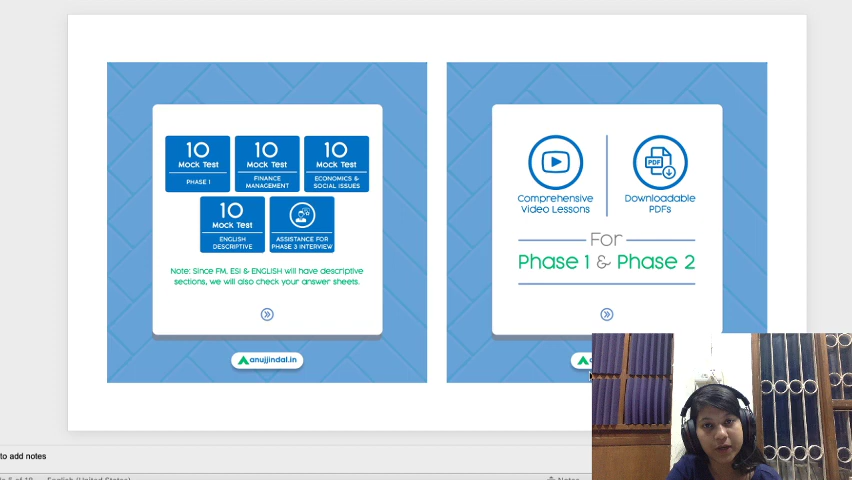 10
Mock Test
PHASE 1
10
Mock Test
FINANCE
MANAGEMENT
10
Mock Test
ECONOMICS &
SOCIAL ISSUES
10
Mock Test
ENGLISH
DESCRIPTIVE
ASSISTANCE FOR
PHASE 3 INTERVIEW
Note: Since FM, ESI & ENGLISH will have descriptive
sections, we will also check your answer sheets.
anujjindal.in
PDF
Comprehensive
Video Lessons
Downloadable
PDFs
For
Phase 1 & Phase 2
to add notes
English (United States)
Notes